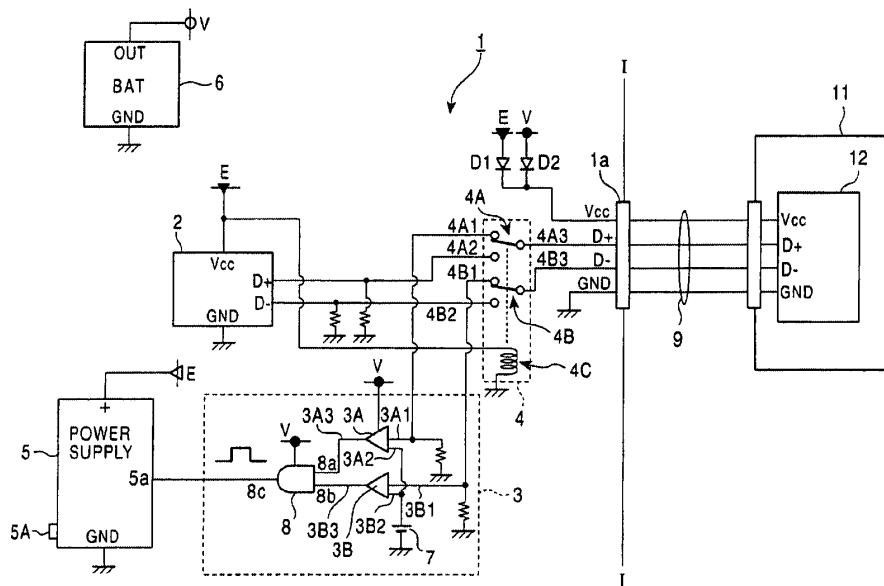 V
OUT
BAT
GND
6
1
I
E V
D1 D2
1a
11
12
E
2
Vcc
D+
D-
GND
4A
4A1
4A2
4B1
4B2
4A3
4B3
4B
4C
4
Vcc
D+
D-
GND
9
Vcc
D+
D-
GND
E
+
POWER
SUPPLY
5
5a
5A
GND
V
V
3A3
3A
3A1
3A2
8a
8b
8c
8
3B3
3B
3B2
3B1
7
3
I